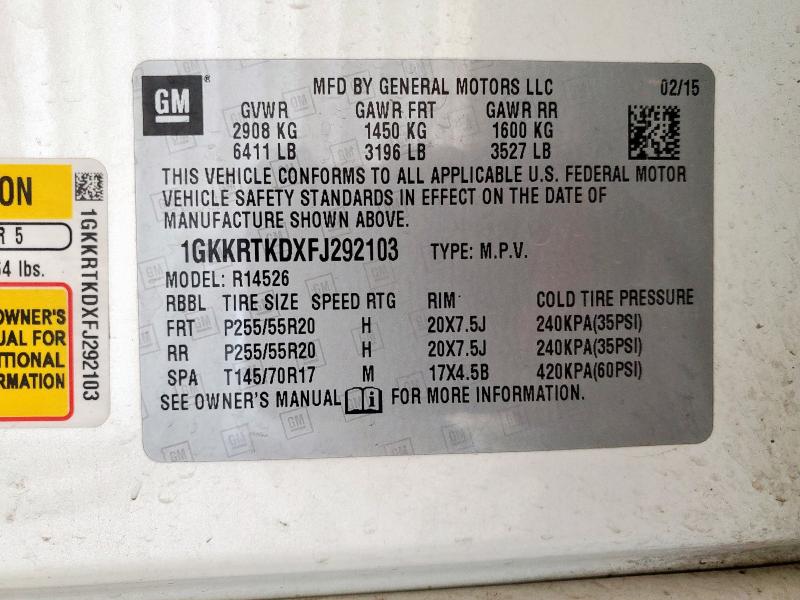 GM
MFD BY GENERAL MOTORS LLC 02/15
GVWR GAWR FRT GAWR RR
2908 KG 1450 KG 1600 KG
6411 LB 3196 LB 3527 LB
THIS VEHICLE CONFORMS TO ALL APPLICABLE U.S. FEDERAL MOTOR
VEHICLE SAFETY STANDARDS IN EFFECT ON THE DATE OF
MANUFACTURE SHOWN ABOVE.
1GKKRTKDXFJ292103 TYPE: M.P.V.
MODEL: R14526
RBBL TIRE SIZE SPEED RTG RIM COLD TIRE PRESSURE
FRT P255/55R20 H 20X7.5J 240KPA(35PSI)
RR P255/55R20 H 20X7.5J 240KPA(35PSI)
SPA T145/70R17 M 17X4.5B 420KPA(60PSI)
SEE OWNER'S MANUAL FOR MORE INFORMATION.
ON
R 5
lbs.
OWNER'S
UAL FOR
ITIONAL
RMATION
1GKKRTKDXFJ292103